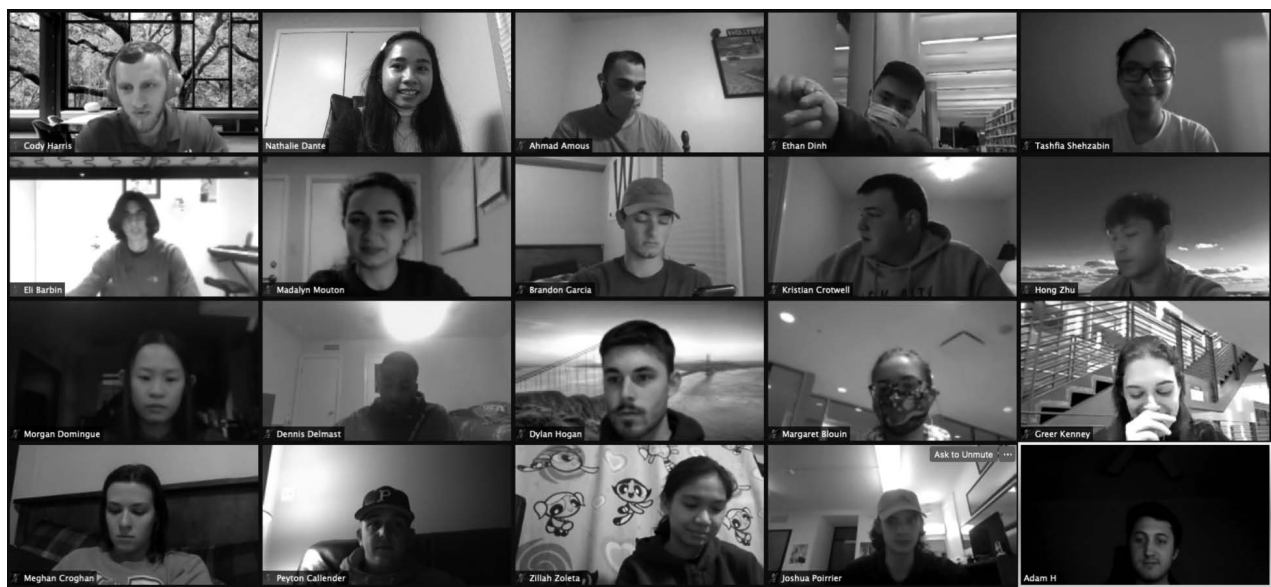 Cody Harris
Nathalie Dante
Ahmad Amous
Ethan Dinh
Tashfia Shehzabin
Eli Barbin
Madalyn Mouton
Brandon Garcia
Kristian Crotwell
Hong Zhu
Morgan Domingue
Dennis Delmast
Dylan Hogan
Margaret Blouin
Greer Kenney
Ask to Unmute ...
Meghan Croghan
P
Peyton Callender
Zillah Zoleta
Joshua Poirrier
Adam H